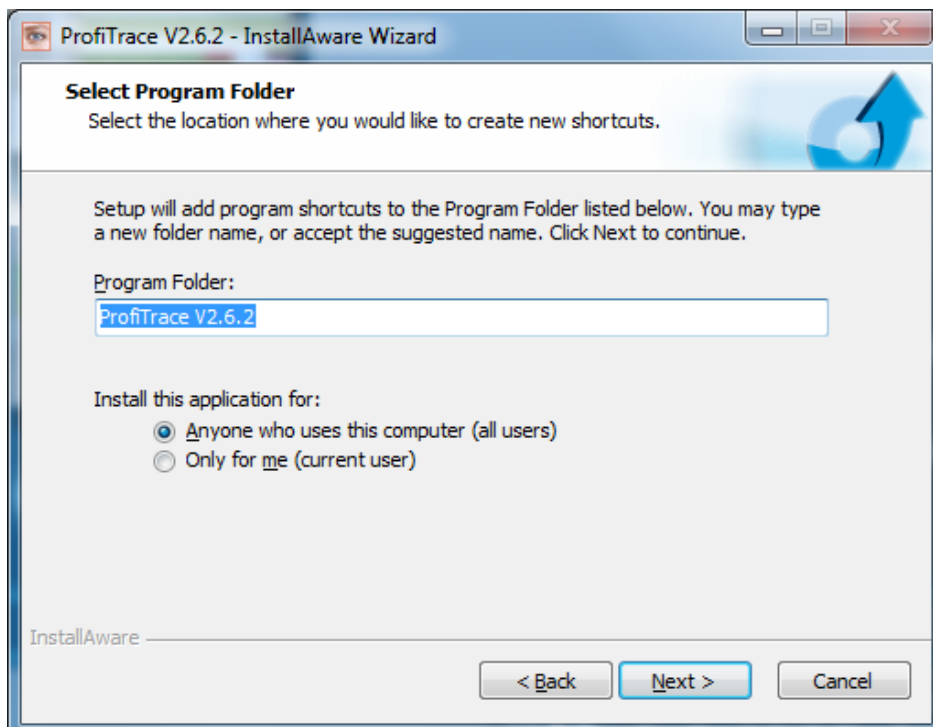 ProfiTrace V2.6.2 - InstallAware Wizard
Select Program Folder
Select the location where you would like to create new shortcuts.
Setup will add program shortcuts to the Program Folder listed below. You may type
a new folder name, or accept the suggested name. Click Next to continue.
Program Folder:
ProfiTrace V2.6.2
Install this application for:
Anyone who uses this computer (all users)
Only for me (current user)
InstallAware
< Back Next > Cancel